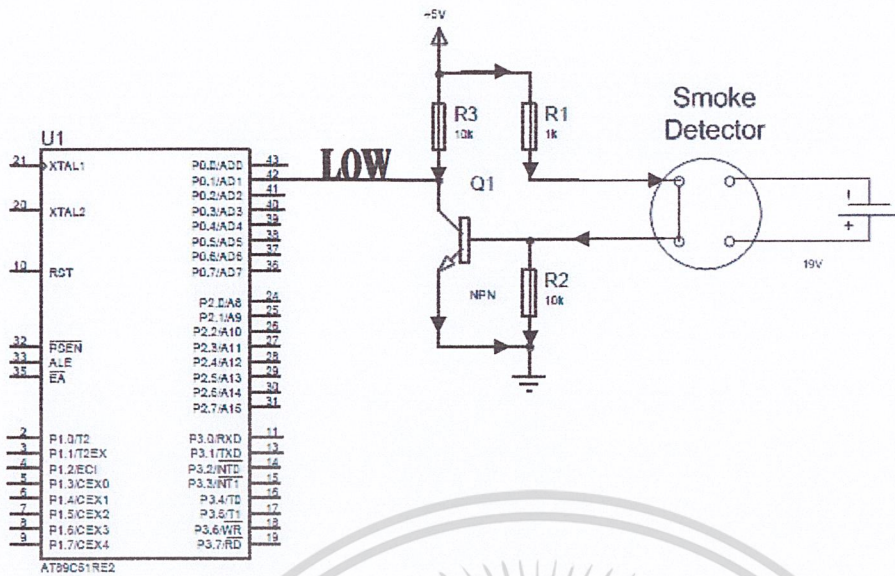 ~5V
R3
10k
R1
1k
Smoke
Detector
U1
LOW
Q1
21 XTAL1 P0.0/AD0 43
P0.1/AD1 42
P0.2/AD2 41
20 XTAL2 P0.3/AD3 40
P0.4/AD4 39
P0.5/AD5 38
P0.6/AD6 37
10 RST P0.7/AD7 36
P2.0/A8 24
P2.1/A9 25
P2.2/A10 26
32 PSEN P2.3/A11 27
33 ALE P2.4/A12 28
35 EA P2.5/A13 29
P2.6/A14 30
P2.7/A15 31
2 P1.0/T2 P3.0/RXD 11
3 P1.1/T2EX P3.1/TXD 13
4 P1.2/ECI P3.2/INT0 14
5 P1.3/CEX0 P3.3/INT1 15
6 P1.4/CEX1 P3.4/T0 16
7 P1.5/CEX2 P3.5/T1 17
8 P1.6/CEX3 P3.6/WR 18
9 P1.7/CEX4 P3.7/RD 19
AT89C51RE2
NPN
R2
10k
+
19V